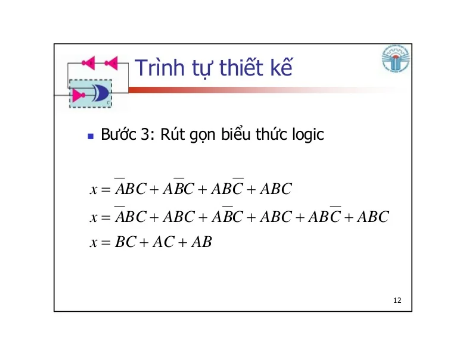 Trình tự thiết kế
■ Bước 3: Rút gọn biểu thức logic
x = A̅BC + AB̅C + ABC̅ + ABC
x = A̅BC + ABC + AB̅C + ABC + ABC̅ + ABC
x = BC + AC + AB
12